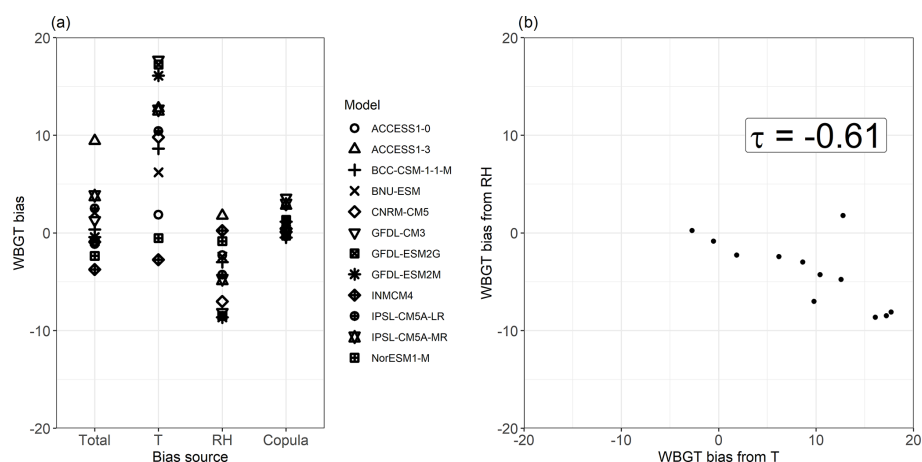 (a)
20
10
0
-10
-20
WBGT bias
Total T RH Copula
Bias source
Model
ACCESS1-0
ACCESS1-3
BCC-CSM-1-1-M
BNU-ESM
CNRM-CM5
GFDL-CM3
GFDL-ESM2G
GFDL-ESM2M
INMCM4
IPSL-CM5A-LR
IPSL-CM5A-MR
NorESM1-M
(b)
20
10
0
-10
-20
WBGT bias from RH
τ = -0.61
-20 -10 0 10 20
WBGT bias from T